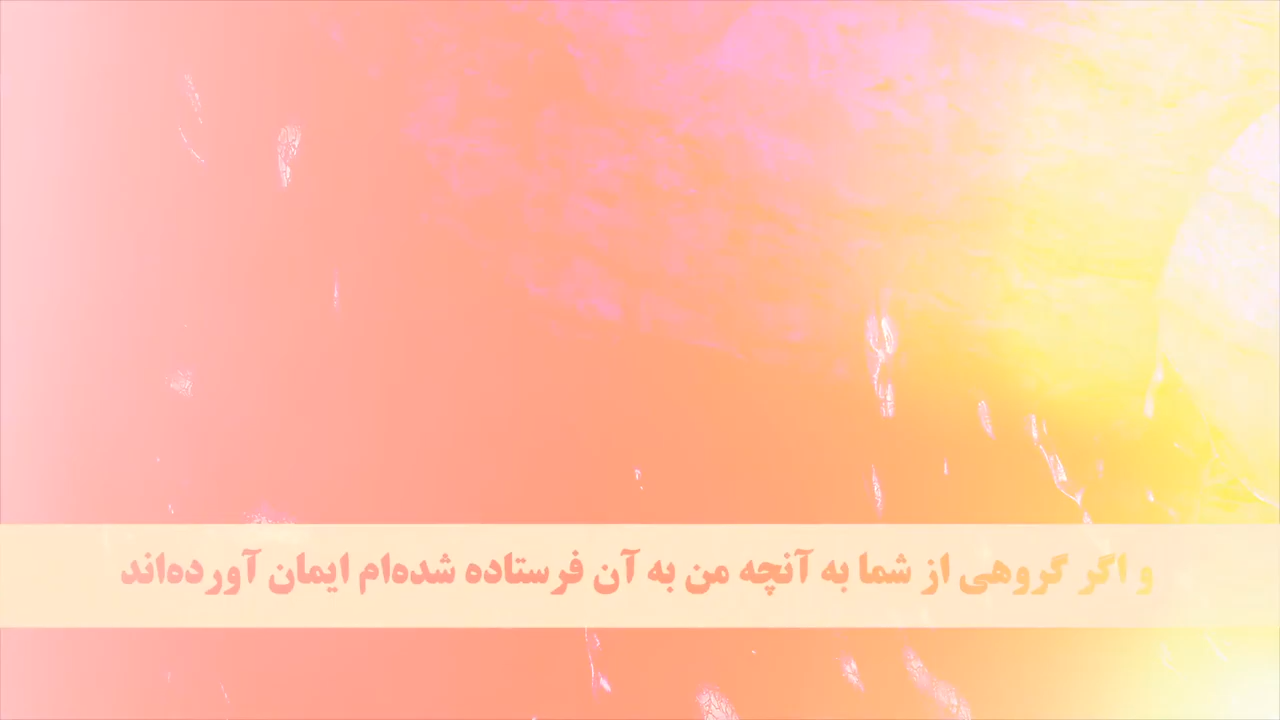 و اگر گروهی از شما به آنچه من به آن فرستاده شده‌ام ایمان آورده‌اند